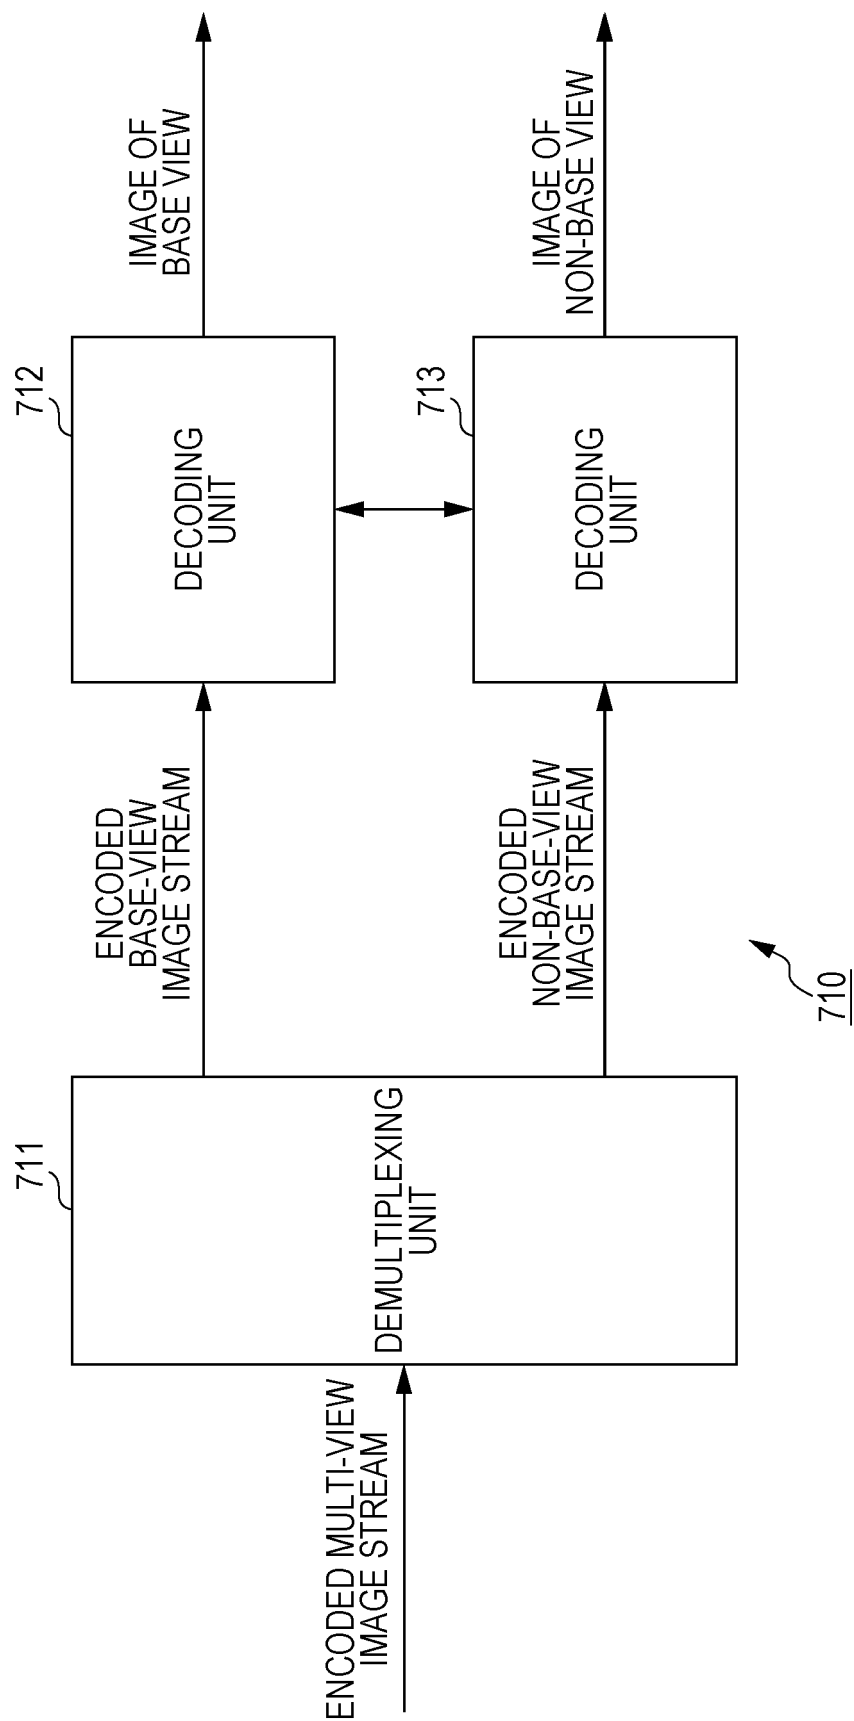 ENCODED MULTI-VIEW
IMAGE STREAM
711
DEMULTIPLEXING
UNIT
ENCODED
BASE-VIEW
IMAGE STREAM
712
DECODING
UNIT
IMAGE OF
BASE VIEW
ENCODED
NON-BASE-VIEW
IMAGE STREAM
713
DECODING
UNIT
IMAGE OF
NON-BASE VIEW
710